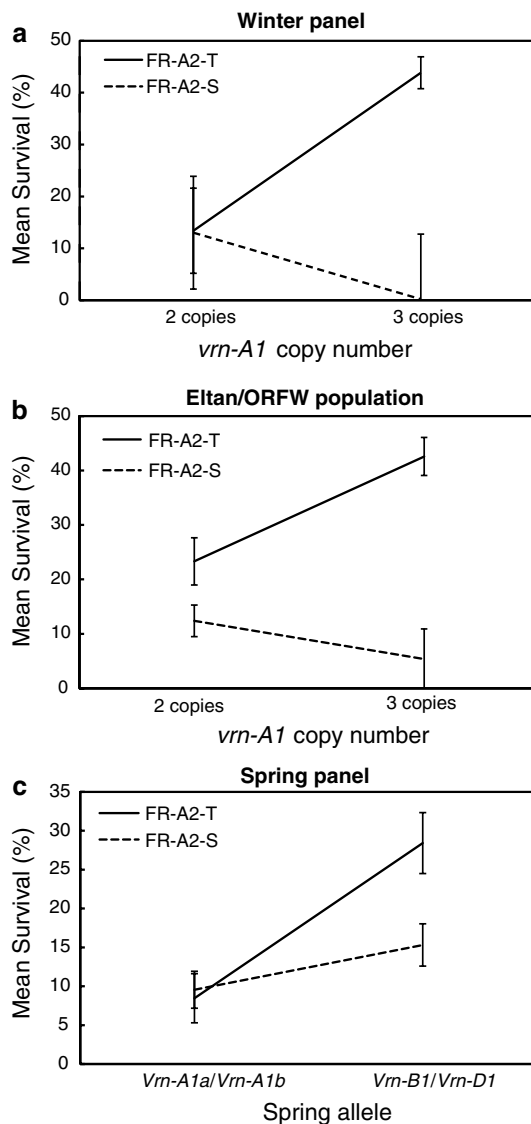 a
Winter panel
50
40
30
20
10
0
Mean Survival (%)
FR-A2-T
FR-A2-S
2 copies 3 copies
vrn-A1 copy number
b
Eltan/ORFW population
50
40
30
20
10
0
Mean Survival (%)
FR-A2-T
FR-A2-S
2 copies 3 copies
vrn-A1 copy number
c
Spring panel
35
30
25
20
15
10
5
0
Mean Survival (%)
FR-A2-T
FR-A2-S
Vrn-A1a/Vrn-A1b Vrn-B1/Vrn-D1
Spring allele